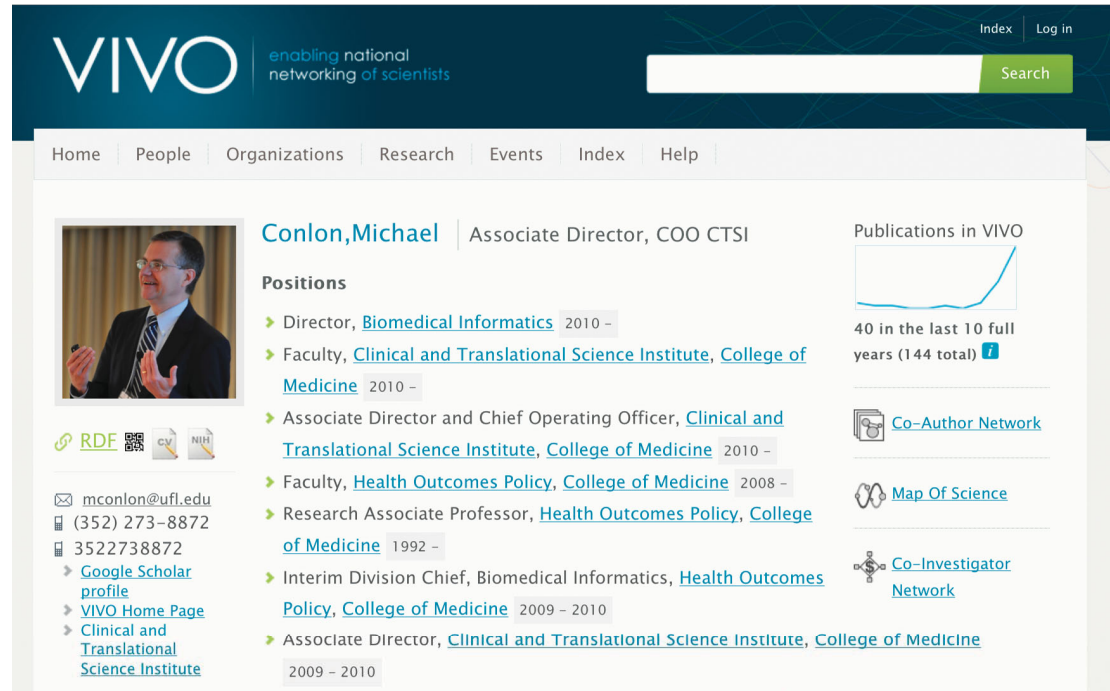 VIVO
enabling national
networking of scientists
Index
Log in
Search
Home
People
Organizations
Research
Events
Index
Help
Conlon,Michael
Associate Director, COO CTSI
Positions
Director, Biomedical Informatics 2010 –
Faculty, Clinical and Translational Science Institute, College of
Medicine 2010 –
Associate Director and Chief Operating Officer, Clinical and
Translational Science Institute, College of Medicine 2010 –
Faculty, Health Outcomes Policy, College of Medicine 2008 –
Research Associate Professor, Health Outcomes Policy, College
of Medicine 1992 –
Interim Division Chief, Biomedical Informatics, Health Outcomes
Policy, College of Medicine 2009 – 2010
Associate Director, Clinical and Translational Science Institute, College of Medicine
2009 – 2010
RDF
CV
NIH
mconlon@ufl.edu
(352) 273-8872
3522738872
Google Scholar
profile
VIVO Home Page
Clinical and
Translational
Science Institute
Publications in VIVO
40 in the last 10 full
years (144 total) i
Co-Author Network
Map Of Science
$
Co-Investigator
Network